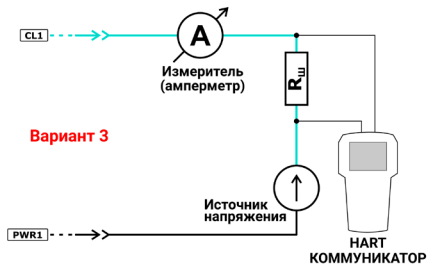 CL1
A
Измеритель
(амперметр)
Rш
Вариант 3
Источник
напряжения
PWR1
HART
КОММУНИКАТОР